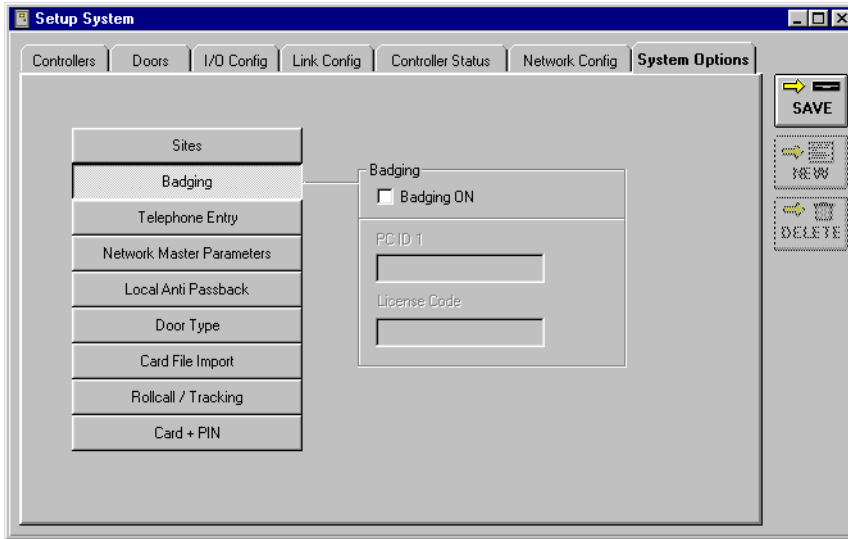 Setup System
Controllers Doors I/O Config Link Config Controller Status Network Config System Options
SAVE
NEW
DELETE
Sites
Badging
Telephone Entry
Network Master Parameters
Local Anti Passback
Door Type
Card File Import
Rollcall / Tracking
Card + PIN
Badging
Badging ON
PC ID 1
License Code